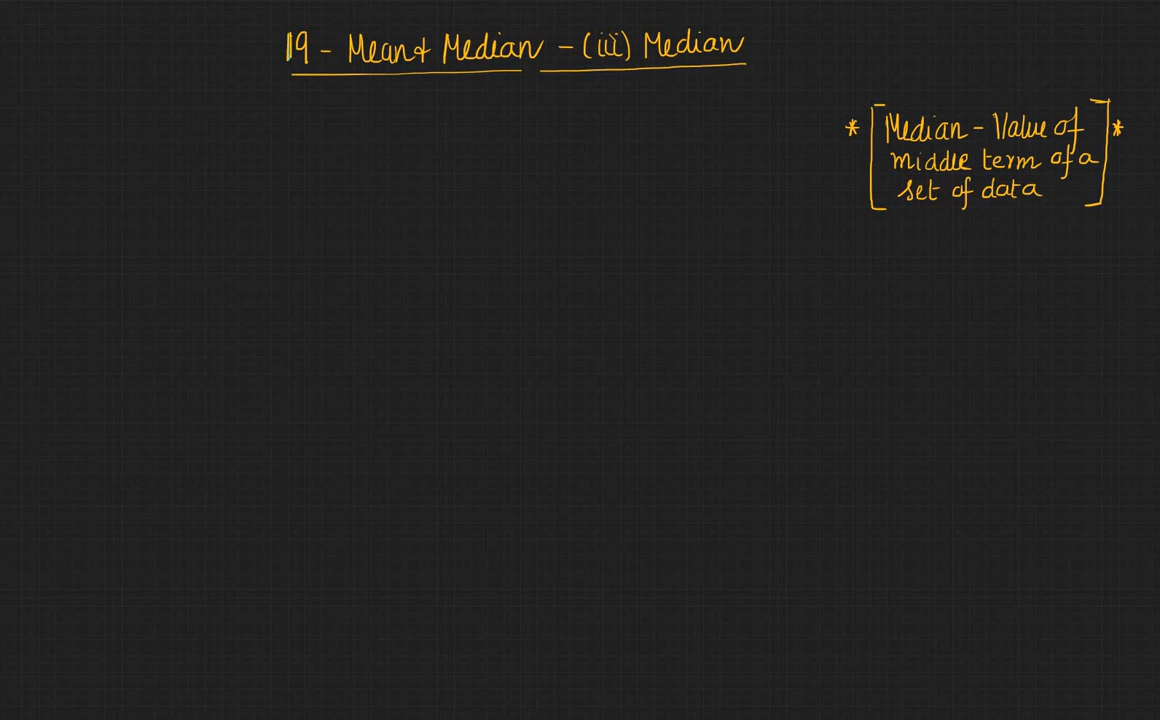 19 - Mean & Median - (iii) Median
* [Median - Value of] *
middle term of a
set of data